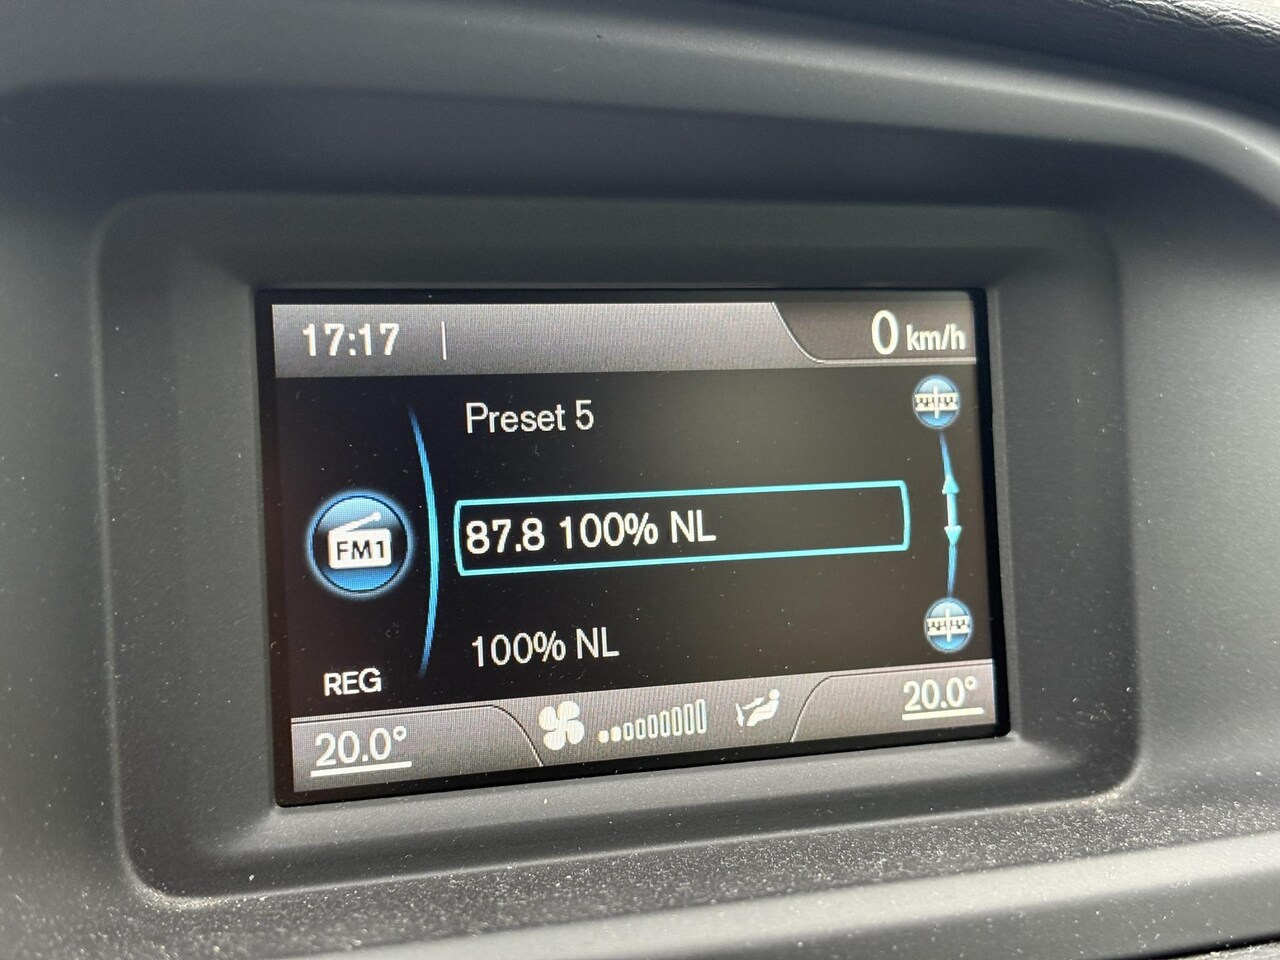 17:17
0 km/h
Preset 5
FM1
87.8 100% NL
100% NL
REG
20.0°
20.0°